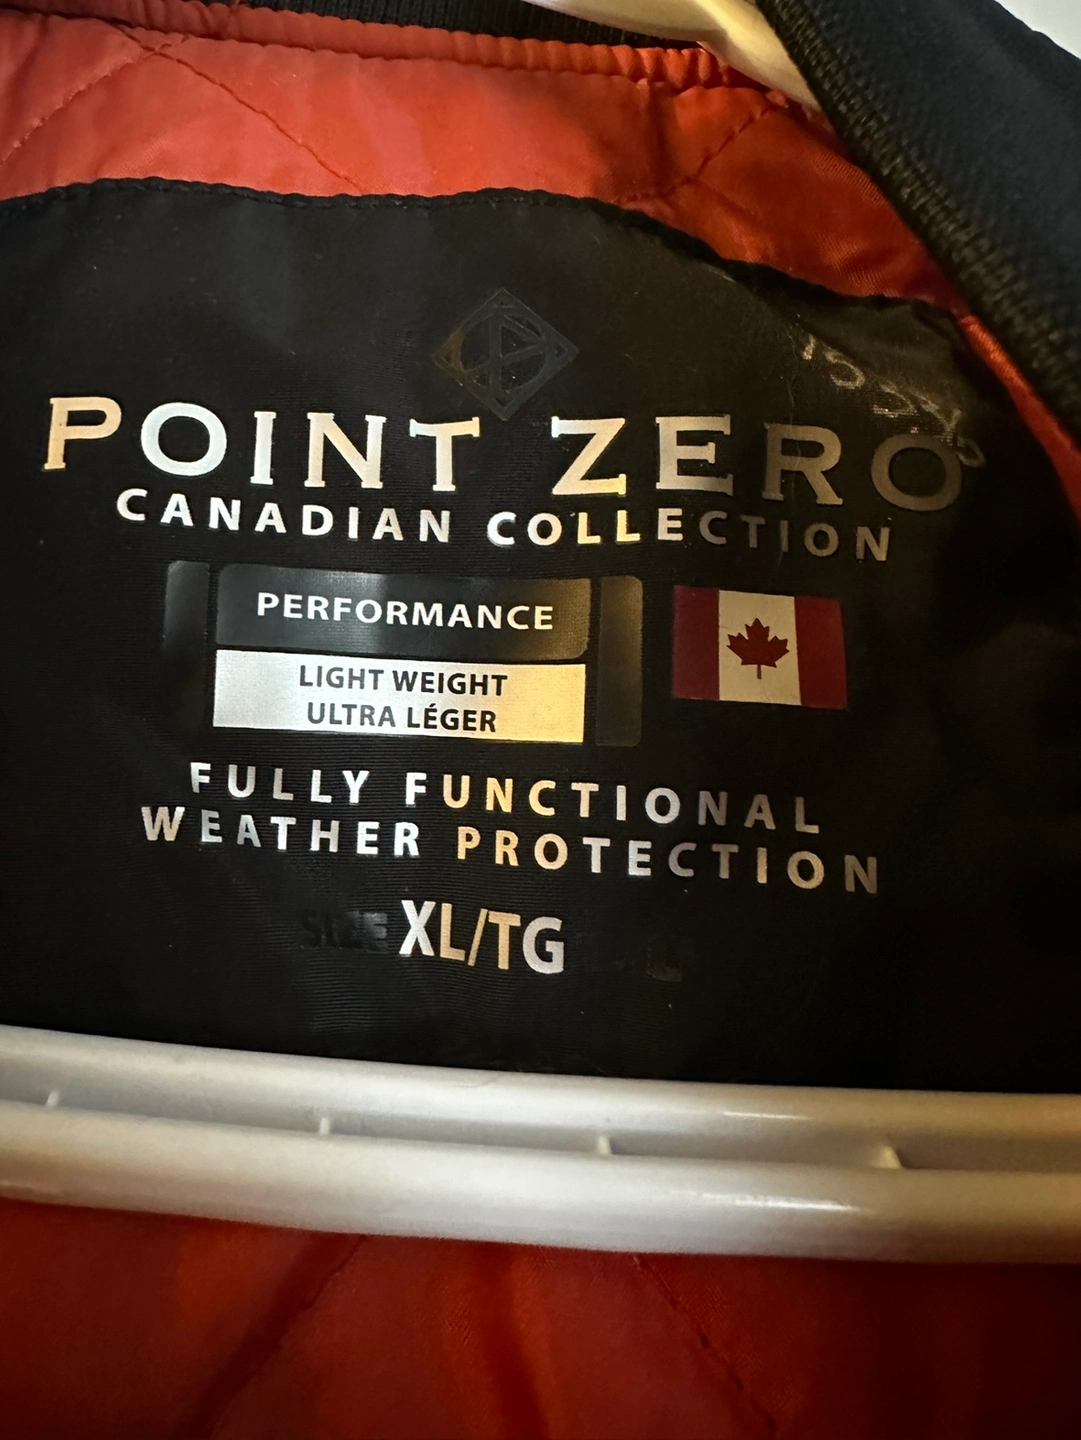 POINT ZERO
CANADIAN COLLECTION
PERFORMANCE
LIGHT WEIGHT
ULTRA LÉGER
FULLY FUNCTIONAL
WEATHER PROTECTION
SIZE XL/TG